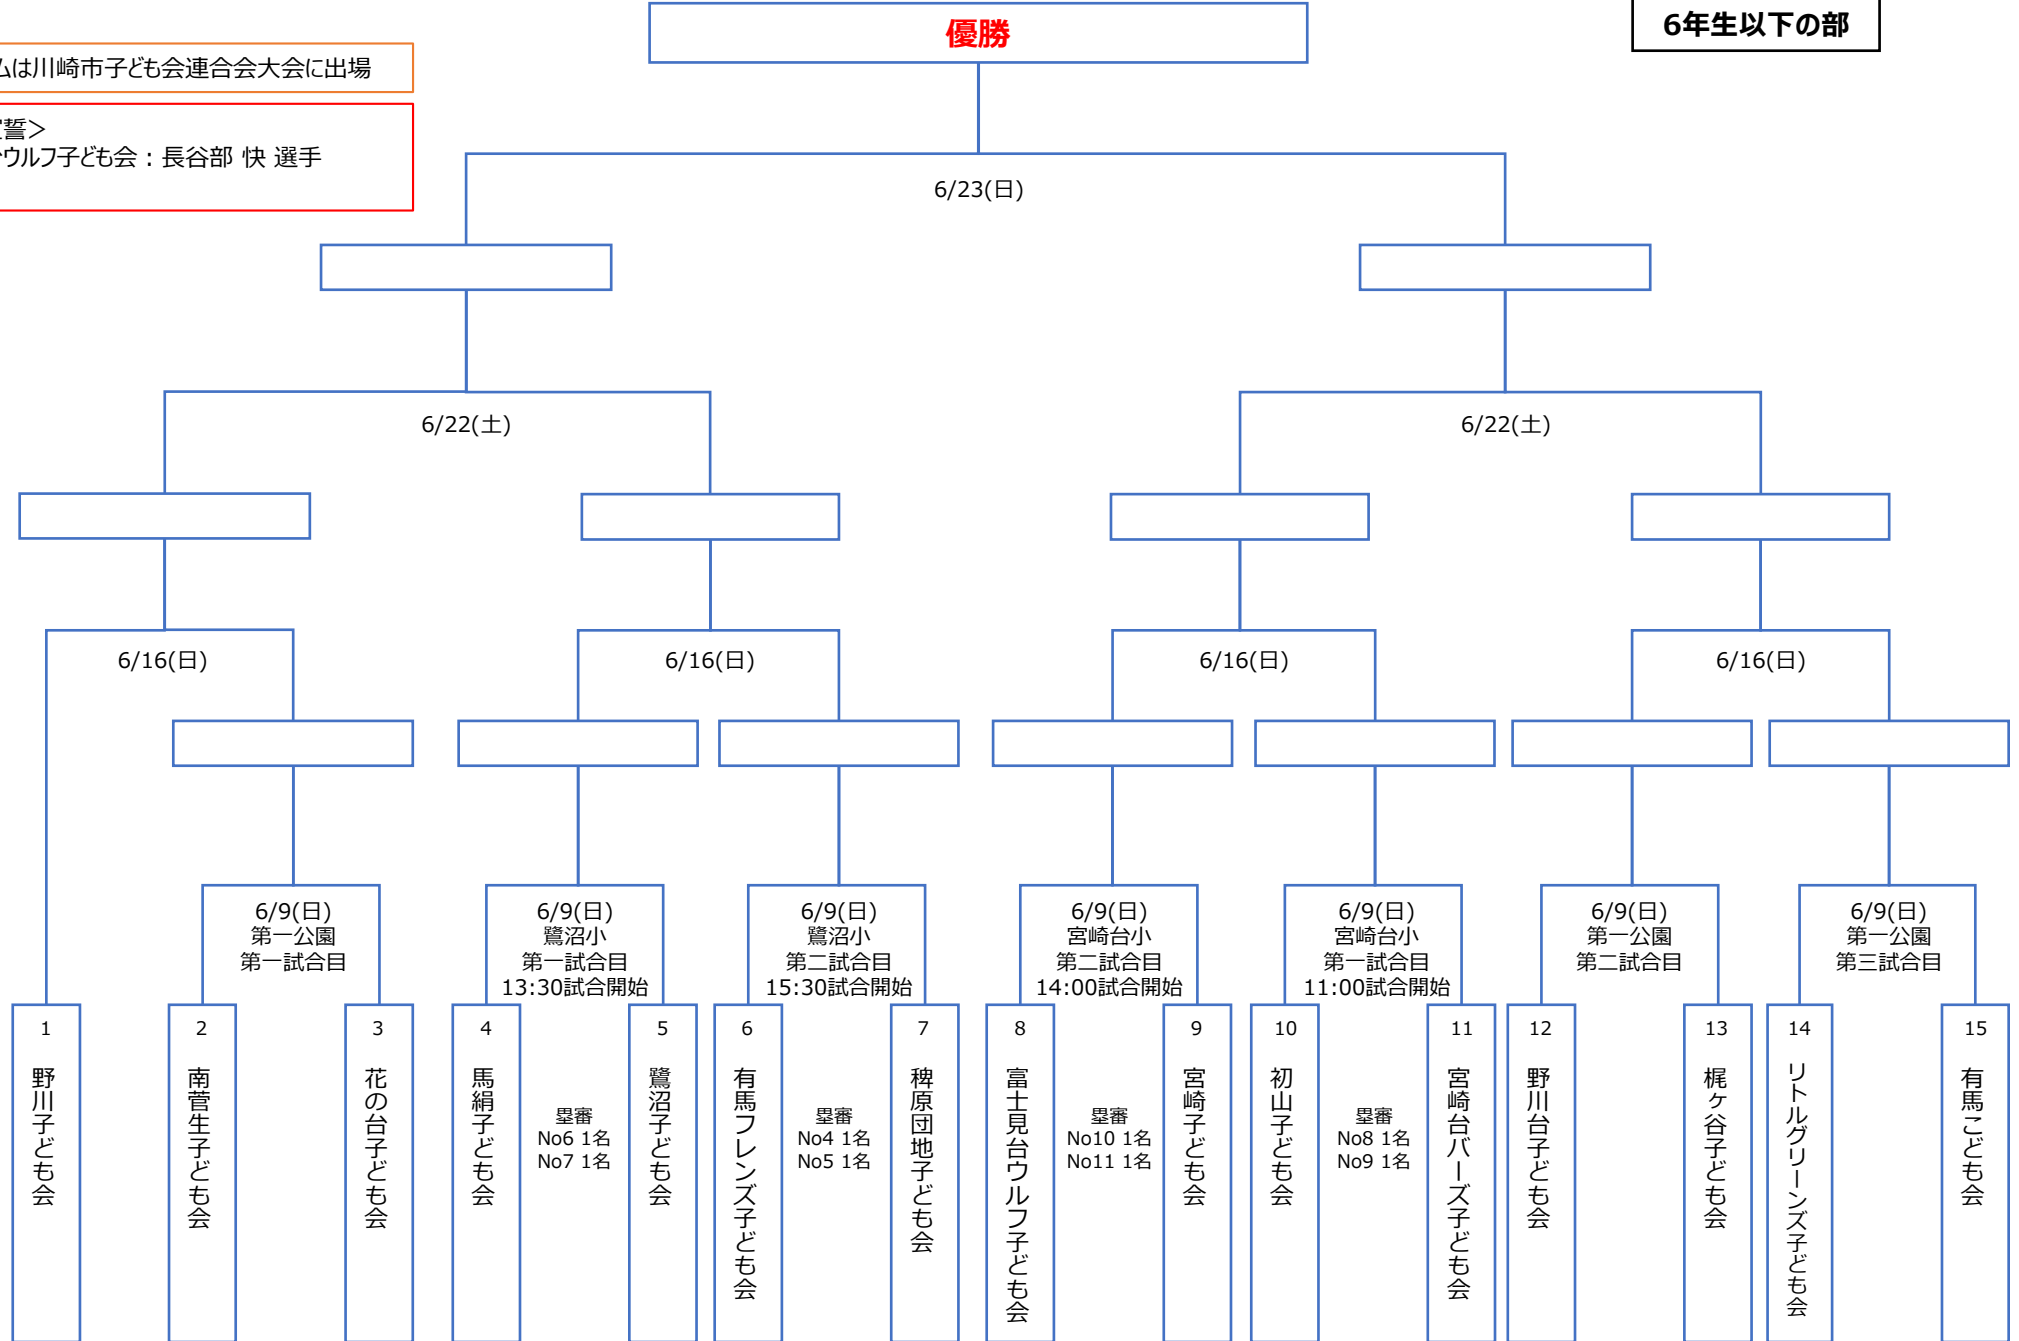 優勝
6年生以下の部
ムは川崎市子ども会連合会大会に出場
誓＞
ウルフ子ども会：長谷部 快 選手
6/23(日)
6/22(土)
6/22(土)
6/16(日)
6/16(日)
6/16(日)
6/16(日)
6/9(日)
第一公園
第一試合目
6/9(日)
鷺沼小
第一試合目
13:30試合開始
6/9(日)
鷺沼小
第二試合目
15:30試合開始
6/9(日)
宮崎台小
第二試合目
14:00試合開始
6/9(日)
宮崎台小
第一試合目
11:00試合開始
6/9(日)
第一公園
第二試合目
6/9(日)
第一公園
第三試合目
1
野川子ども会
2
南菅生子ども会
3
花の台子ども会
4
馬絹子ども会
塁審
No6 1名
No7 1名
5
鷺沼子ども会
6
有馬フレンズ子ども会
塁審
No4 1名
No5 1名
7
稗原団地子ども会
8
富士見台ウルフ子ども会
塁審
No10 1名
No11 1名
9
宮崎子ども会
10
初山子ども会
塁審
No8 1名
No9 1名
11
宮崎台バーズ子ども会
12
野川台子ども会
13
梶ヶ谷子ども会
14
リトルグリーンズ子ども会
15
有馬こども会